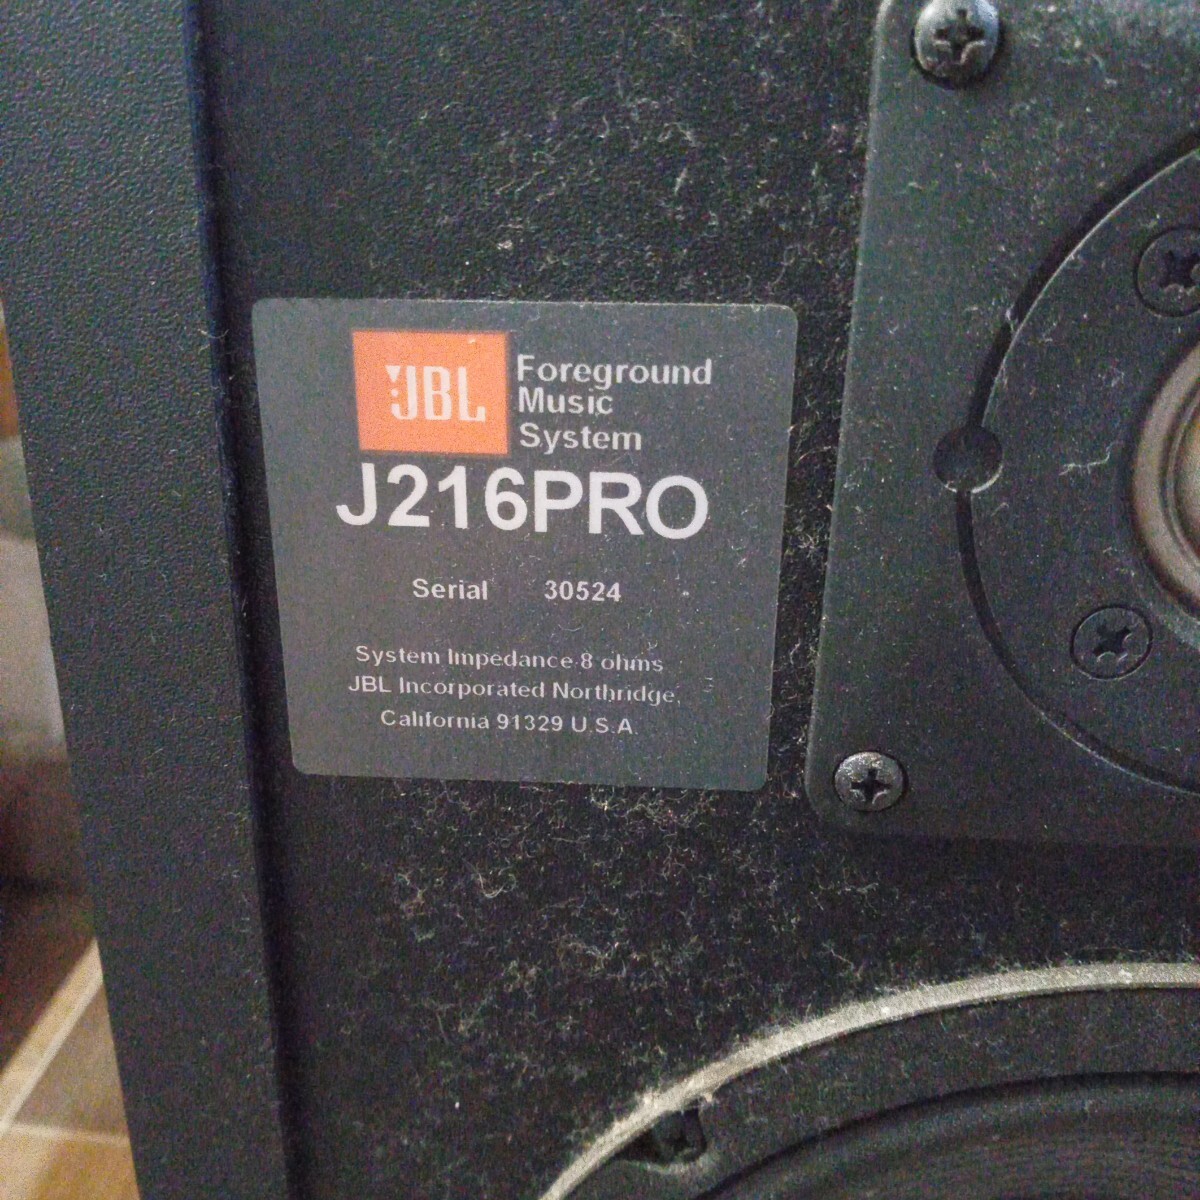 JBL
Foreground
Music
System
J216PRO
Serial 30524
System Impedance 8 ohms
JBL Incorporated Northridge,
California 91329 U.S.A